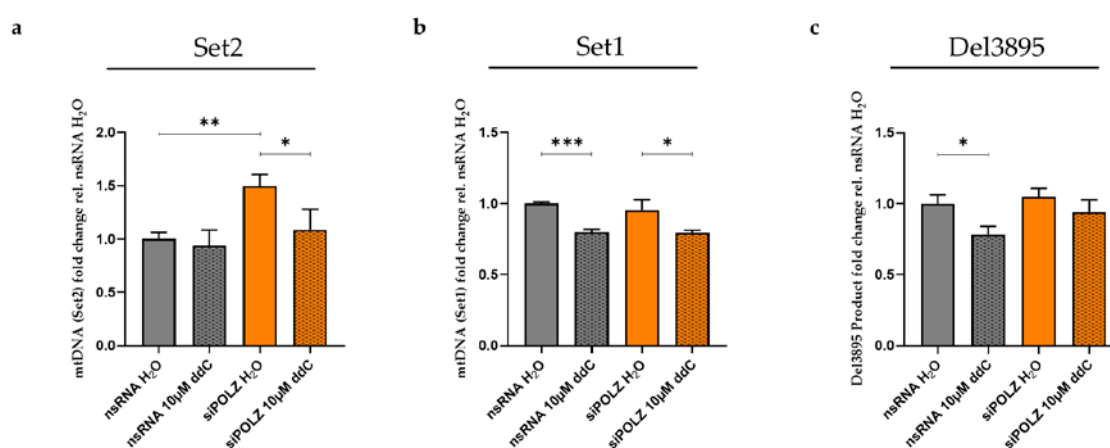 a
Set2
mtDNA (Set2) fold change rel. nsRNA H₂O
2.0
1.5
1.0
0.5
0.0
**
*
nsRNA H₂O
nsRNA 10µM ddC
siPOLZ H₂O
siPOLZ 10µM ddC
b
Set1
mtDNA (Set1) fold change rel. nsRNA H₂O
1.5
1.0
0.5
0.0
***
*
nsRNA H₂O
nsRNA 10µM ddC
siPOLZ H₂O
siPOLZ 10µM ddC
c
Del3895
Del3895 Product fold change rel. nsRNA H₂O
1.5
1.0
0.5
0.0
*
nsRNA H₂O
nsRNA 10µM ddC
siPOLZ H₂O
siPOLZ 10µM ddC